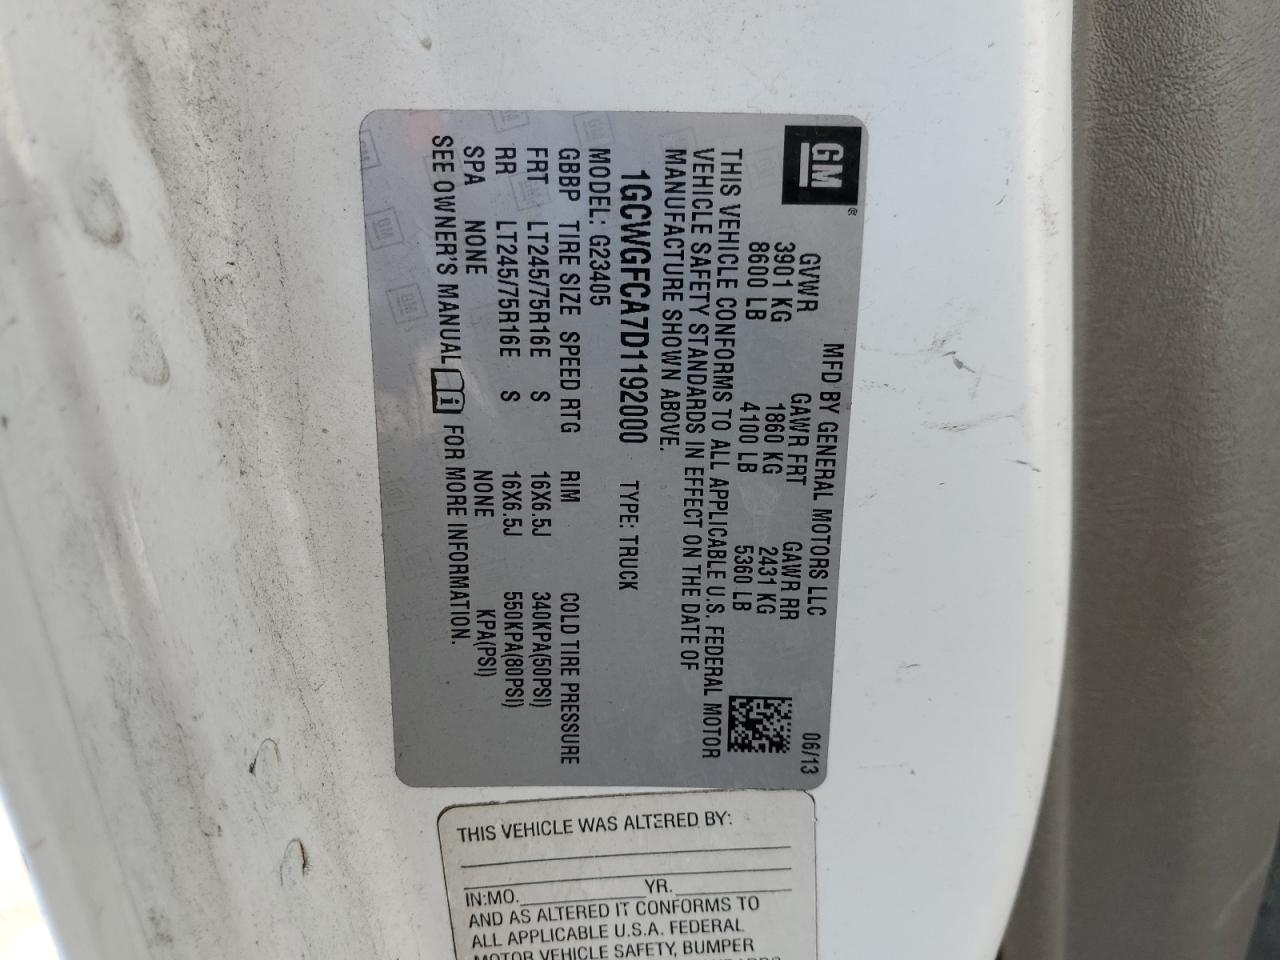 GM®
MFD BY GENERAL MOTORS LLC 06/13
GVWR GAWR FRT GAWR RR
3901 KG 1860 KG 2431 KG
8600 LB 4100 LB 5360 LB
THIS VEHICLE CONFORMS TO ALL APPLICABLE U.S. FEDERAL MOTOR
VEHICLE SAFETY STANDARDS IN EFFECT ON THE DATE OF
MANUFACTURE SHOWN ABOVE.
1GCWGFCA7D1192000 TYPE: TRUCK
MODEL: G23405
GBBP TIRE SIZE SPEED RTG RIM COLD TIRE PRESSURE
FRT LT245/75R16E S 16X6.5J 340KPA(50PSI)
RR LT245/75R16E S 16X6.5J 550KPA(80PSI)
SPA NONE NONE KPA(PSI)
SEE OWNER'S MANUAL i FOR MORE INFORMATION.
THIS VEHICLE WAS ALTERED BY:
IN:MO. YR.
AND AS ALTERED IT CONFORMS TO
ALL APPLICABLE U.S.A. FEDERAL
MOTOR VEHICLE SAFETY, BUMPER